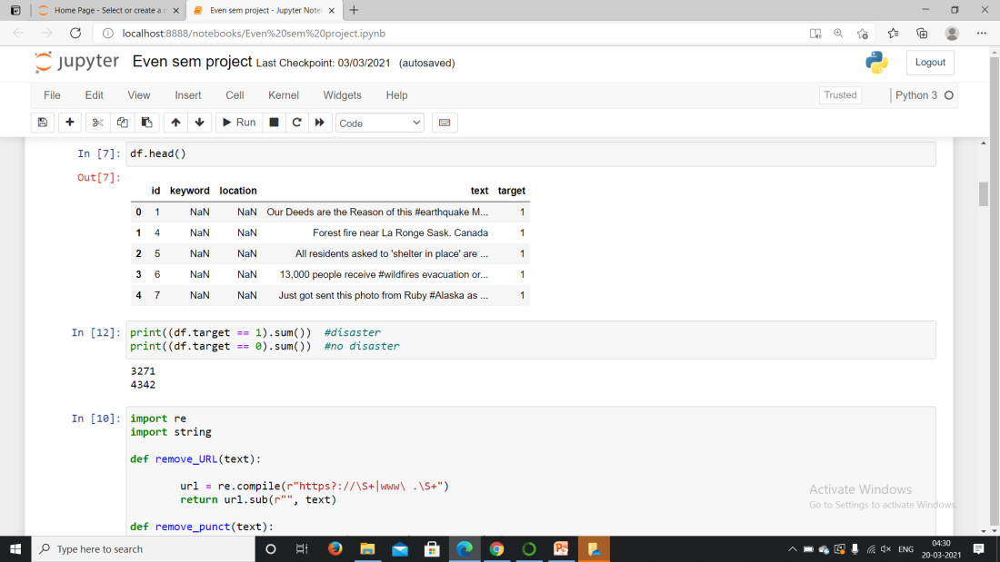 Home Page - Select or create a n
Even sem project - Jupyter Note
localhost:8888/notebooks/Even%20sem%20project.ipynb
jupyter Even sem project Last Checkpoint: 03/03/2021 (autosaved)
Logout
File Edit View Insert Cell Kernel Widgets Help
Trusted
Python 3
Run
Code
In [7]: df.head()
Out[7]:
id keyword location text target
0 1 NaN NaN Our Deeds are the Reason of this #earthquake M... 1
1 4 NaN NaN Forest fire near La Ronge Sask. Canada 1
2 5 NaN NaN All residents asked to 'shelter in place' are ... 1
3 6 NaN NaN 13,000 people receive #wildfires evacuation or... 1
4 7 NaN NaN Just got sent this photo from Ruby #Alaska as ... 1
In [12]: print((df.target == 1).sum()) #disaster
print((df.target == 0).sum()) #no disaster
3271
4342
In [10]: import re
import string
def remove_URL(text):
url = re.compile(r"https?://\S+|www\ .\S+")
return url.sub(r"", text)
def remove_punct(text):
Activate Windows
Go to Settings to activate Windows.
Type here to search
ENG
04:30
20-03-2021